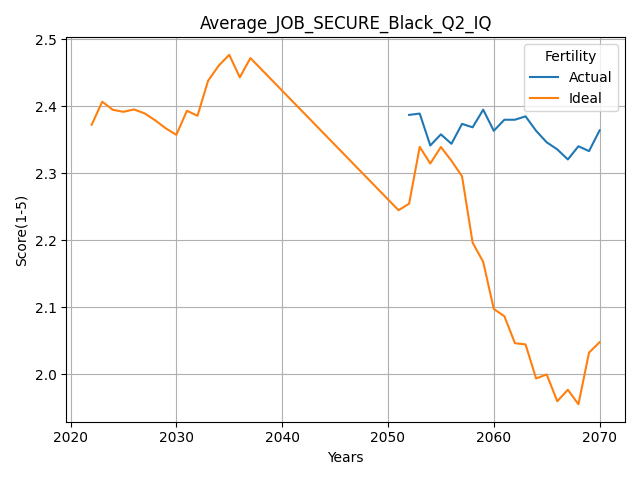 Average_JOB_SECURE_Black_Q2_IQ
Fertility
Actual
Ideal
Score(1-5)
2.5
2.4
2.3
2.2
2.1
2.0
2020 2030 2040 2050 2060 2070
Years